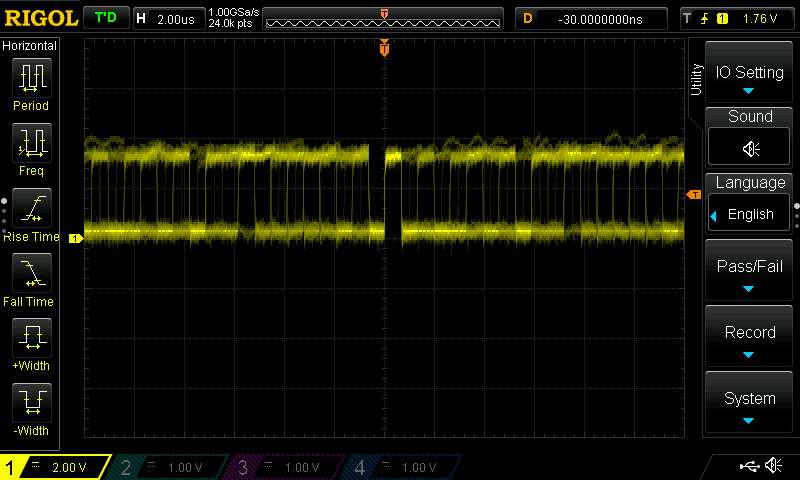 RIGOL T'D H 2.00us 1.00GSa/s 24.0k pts T D -30.0000000ns T 1 1.76 V
Horizontal
Period
Freq
Rise Time
Fall Time
+Width
-Width
T
T
1
Utility
IO Setting
Sound
Language
English
Pass/Fail
Record
System
1 2.00 V 2 1.00 V 3 1.00 V 4 1.00 V